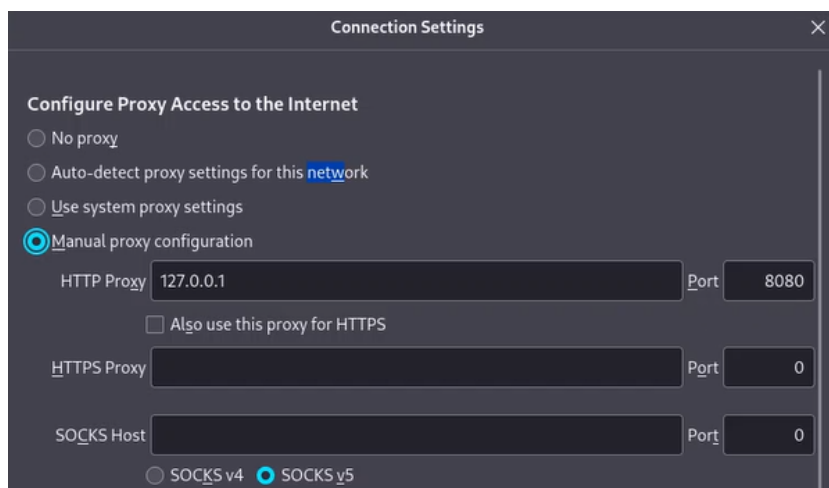 Connection Settings
Configure Proxy Access to the Internet
No proxy
Auto-detect proxy settings for this network
Use system proxy settings
Manual proxy configuration
HTTP Proxy 127.0.0.1 Port 8080
Also use this proxy for HTTPS
HTTPS Proxy Port 0
SOCKS Host Port 0
SOCKS v4 SOCKS v5